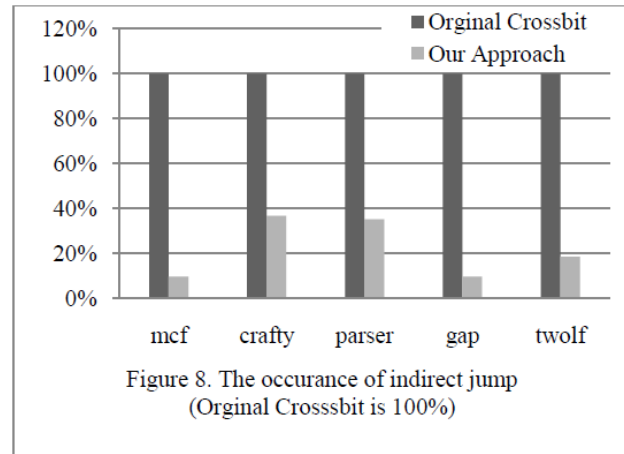 120%
Orginal Crossbit
Our Approach
100%
80%
60%
40%
20%
0%
mcf crafty parser gap twolf
Figure 8. The occurance of indirect jump
(Orginal Crosssbit is 100%)